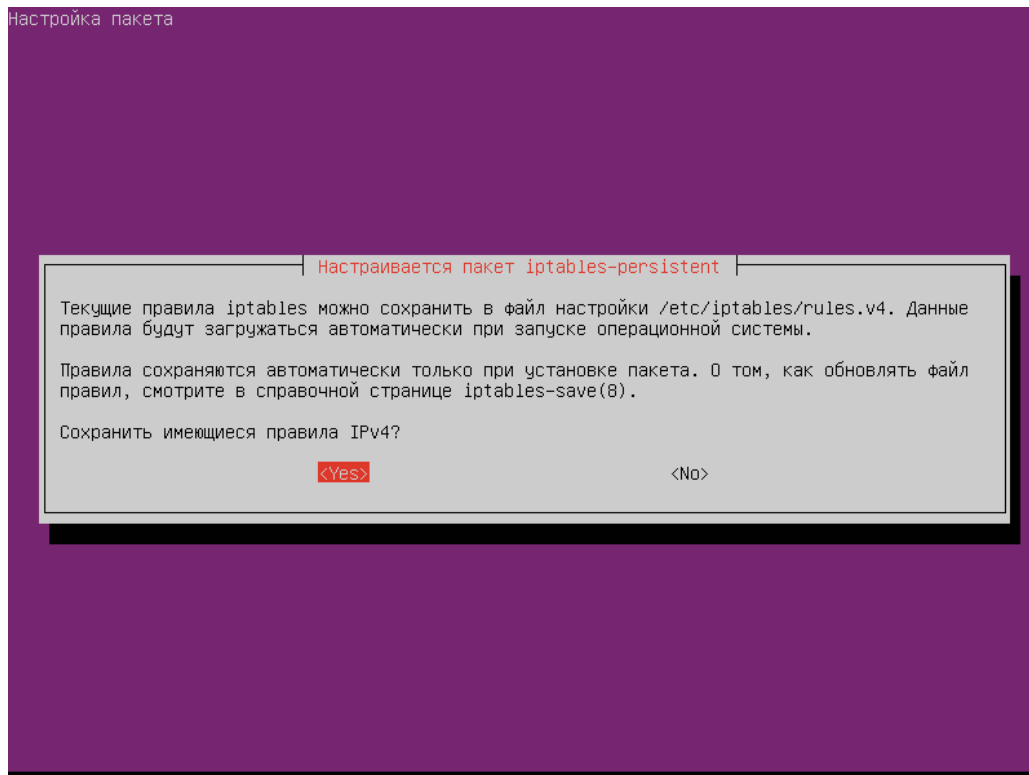 Настройка пакета
Настраивается пакет iptables-persistent
Текущие правила iptables можно сохранить в файл настройки /etc/iptables/rules.v4. Данные
правила будут загружаться автоматически при запуске операционной системы.
Правила сохраняются автоматически только при установке пакета. О том, как обновлять файл
правил, смотрите в справочной странице iptables-save(8).
Сохранить имеющиеся правила IPv4?
<Yes> <No>